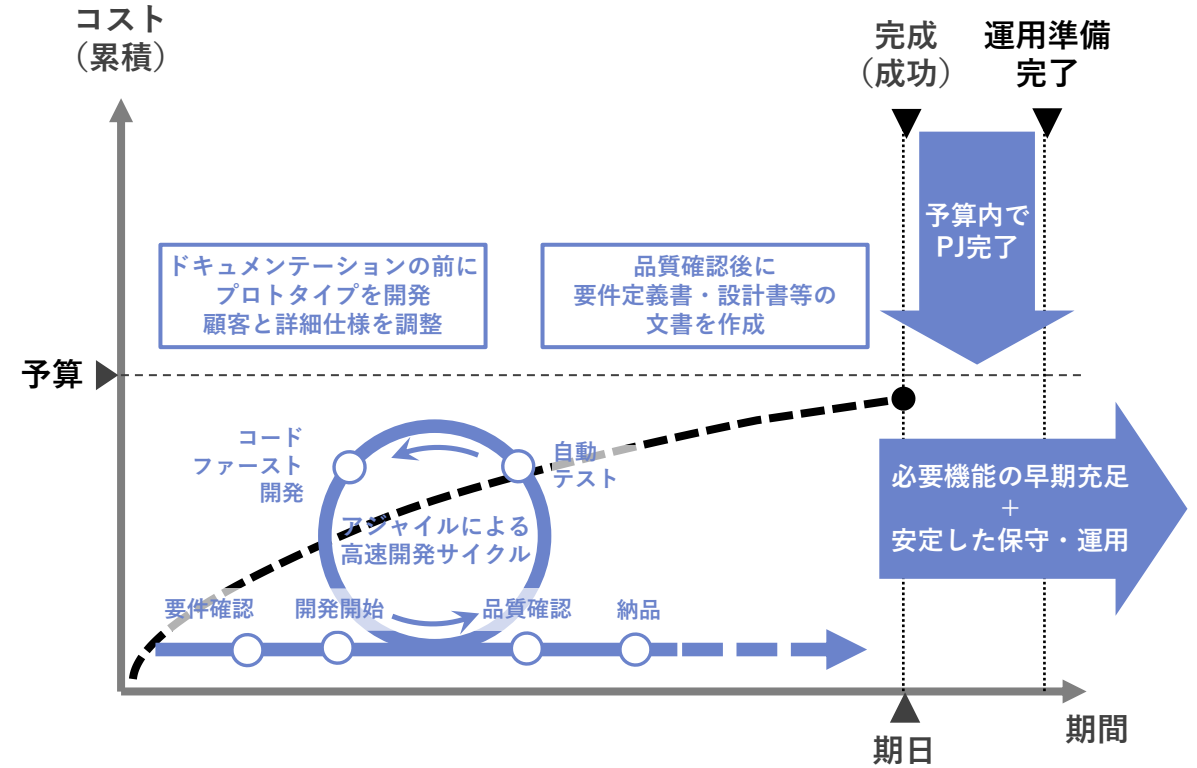 コスト
（累積）
完成
（成功）
運用準備
完了
予算内で
PJ完了
ドキュメンテーションの前に
プロトタイプを開発
顧客と詳細仕様を調整
品質確認後に
要件定義書・設計書等の
文書を作成
予算
コード
ファースト
開発
自動
テスト
アジャイルによる
高速開発サイクル
必要機能の早期充足
+
安定した保守・運用
要件確認
開発開始
品質確認
納品
期日
期間